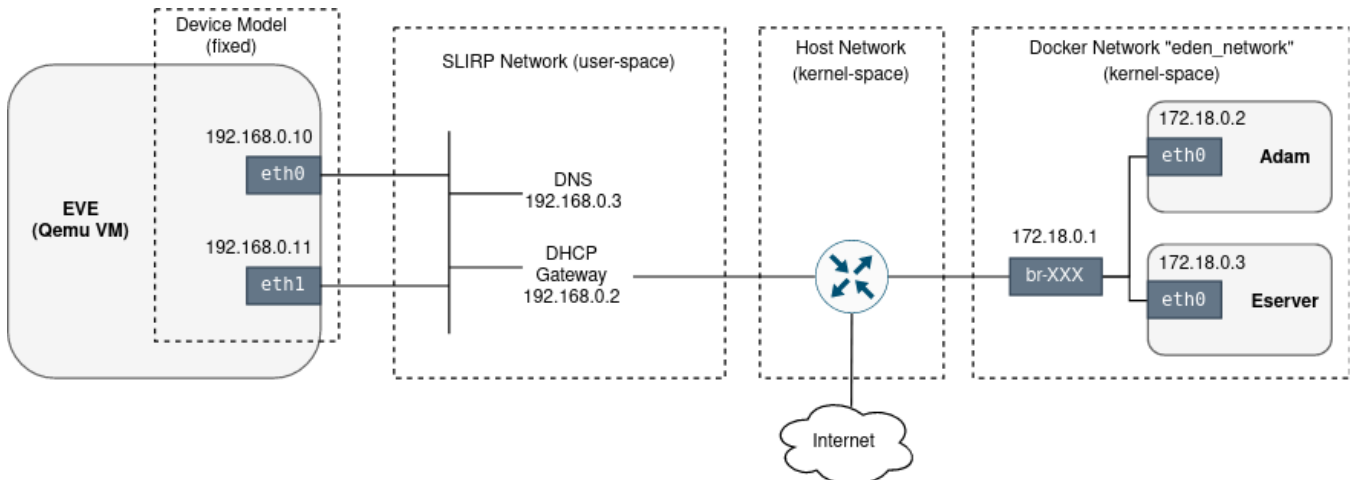 Device Model
(fixed)
EVE
(Qemu VM)
192.168.0.10
eth0
192.168.0.11
eth1
SLIRP Network (user-space)
DNS
192.168.0.3
DHCP
Gateway
192.168.0.2
Host Network
(kernel-space)
Internet
Docker Network "eden_network"
(kernel-space)
172.18.0.1
br-XXX
172.18.0.2
eth0
Adam
172.18.0.3
eth0
Eserver